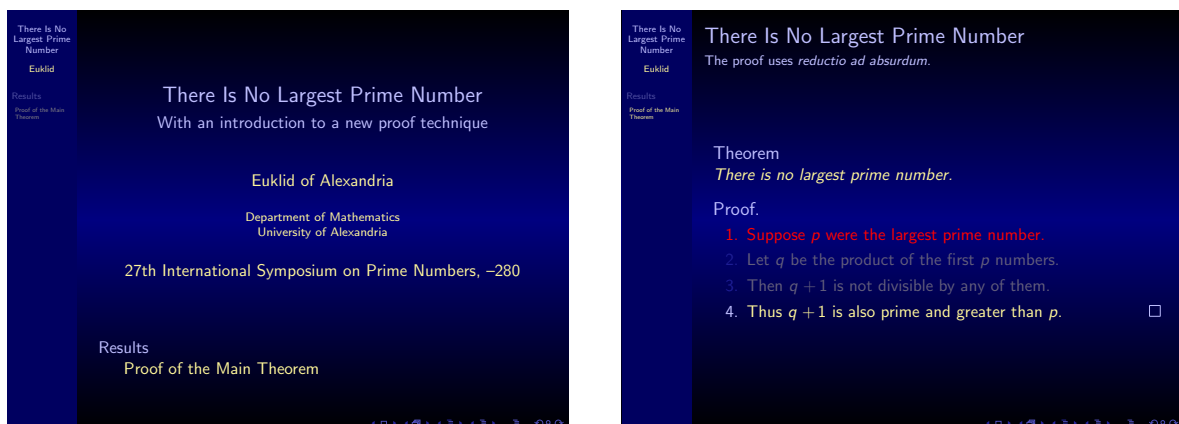 There Is No
Largest Prime
Number
Euklid
Results
Proof of the Main
Theorem
There Is No Largest Prime Number
With an introduction to a new proof technique
Euklid of Alexandria
Department of Mathematics
University of Alexandria
27th International Symposium on Prime Numbers, –280
Results
Proof of the Main Theorem
There Is No
Largest Prime
Number
Euklid
Results
Proof of the Main
Theorem
There Is No Largest Prime Number
The proof uses reductio ad absurdum.
Theorem
There is no largest prime number.
Proof.
1. Suppose p were the largest prime number.
2. Let q be the product of the first p numbers.
3. Then q + 1 is not divisible by any of them.
4. Thus q + 1 is also prime and greater than p. □